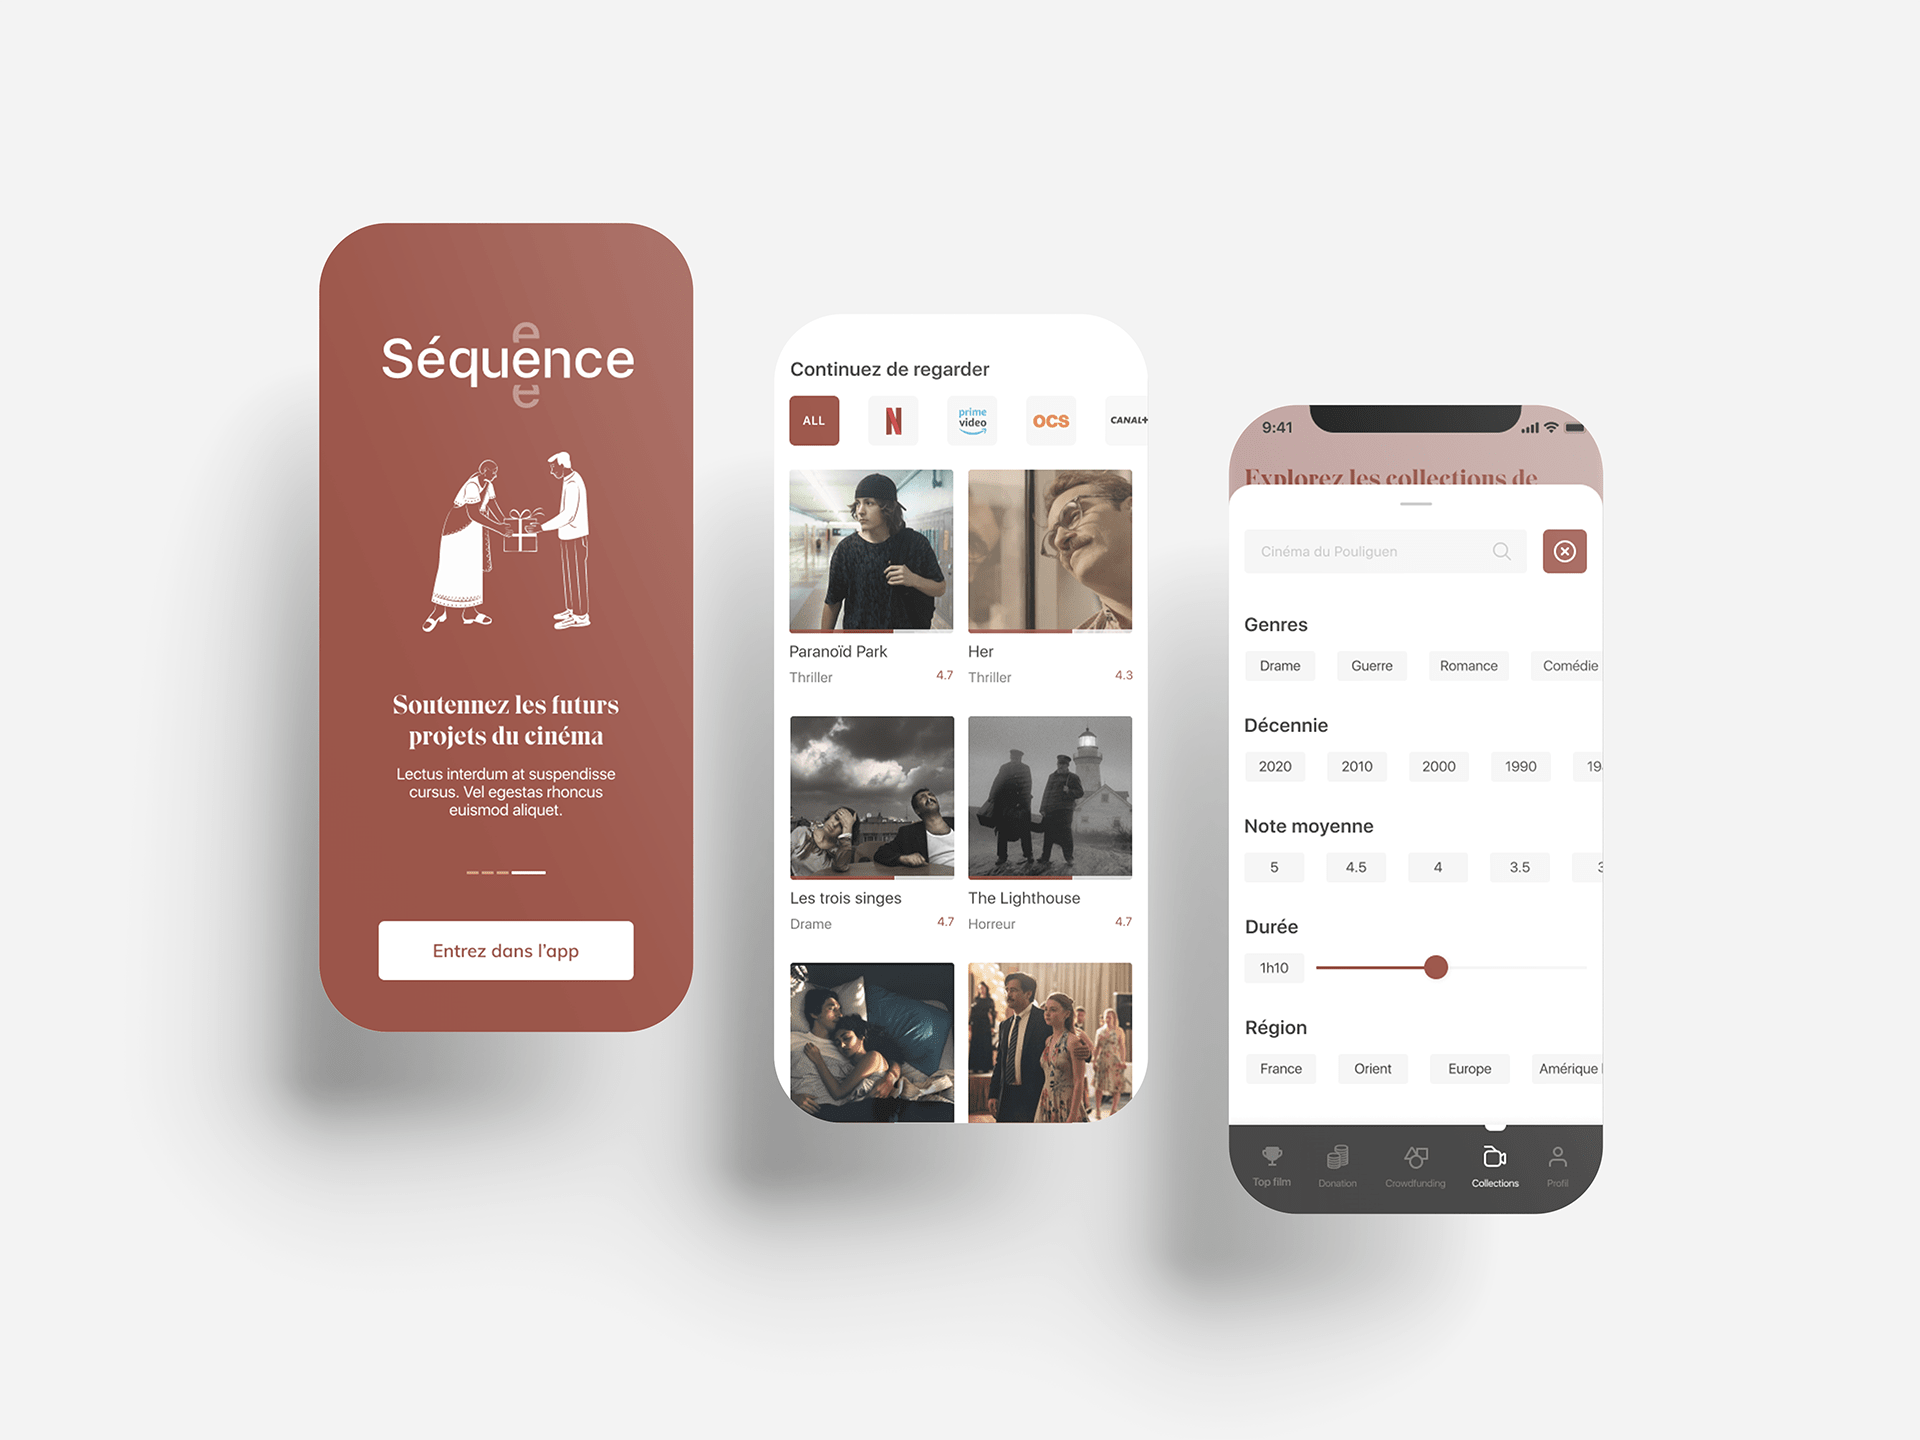 Séquence
e
e
Soutennez les futurs
projets du cinéma
Lectus interdum at suspendisse
cursus. Vel egestas rhoncus
euismod aliquet.
Entrez dans l'app
Continuez de regarder
ALL
N
prime
video
OCS
CANAL+
Paranoïd Park
Thriller 4.7
Her
Thriller 4.3
Les trois singes
Drame 4.7
The Lighthouse
Horreur 4.7
9:41
Explorez les collections de
Cinéma du Pouliguen
Genres
Drame Guerre Romance Comédie
Décennie
2020 2010 2000 1990 19
Note moyenne
5 4.5 4 3.5 3
Durée
1h10
Région
France Orient Europe Amérique
Top film Donation Crowdfunding Collections Profil